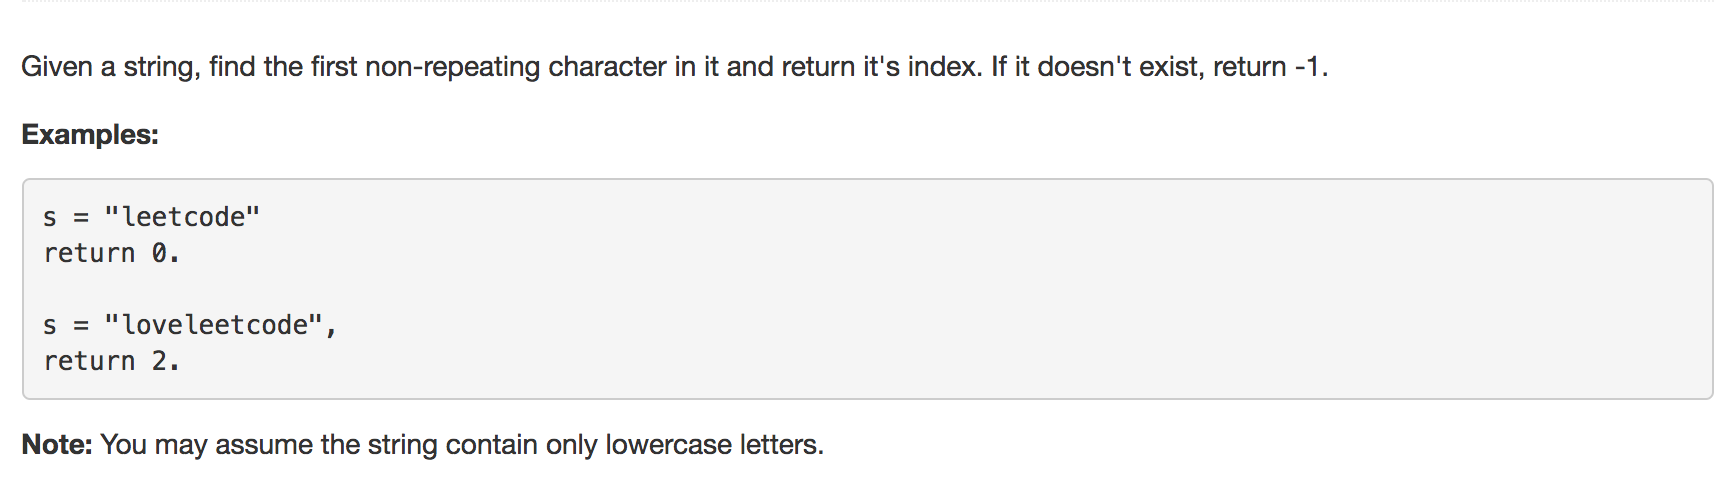 Given a string, find the first non-repeating character in it and return it's index. If it doesn't exist, return -1.
Examples:
s = "leetcode"
return 0.
s = "loveleetcode",
return 2.
Note: You may assume the string contain only lowercase letters.